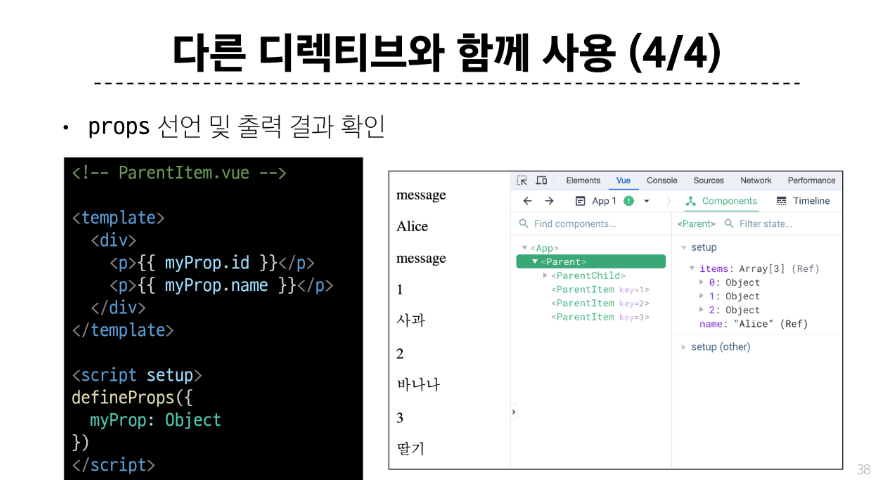 다른 디렉티브와 함께 사용 (4/4)
• props 선언 및 출력 결과 확인
<!-- ParentItem.vue -->
<template>
<div>
<p>{{ myProp.id }}</p>
<p>{{ myProp.name }}</p>
</div>
</template>
<script setup>
defineProps({
myProp: Object
})
</script>
message
Alice
message
1
사과
2
바나나
3
딸기
Elements Vue Console Sources Network Performance
App 1 Components Timeline
Find components...
<App>
<Parent>
<ParentChild>
<ParentItem key=1>
<ParentItem key=2>
<ParentItem key=3>
<Parent> Filter state...
setup
items: Array[3] (Ref)
0: Object
1: Object
2: Object
name: "Alice" (Ref)
setup (other)
38